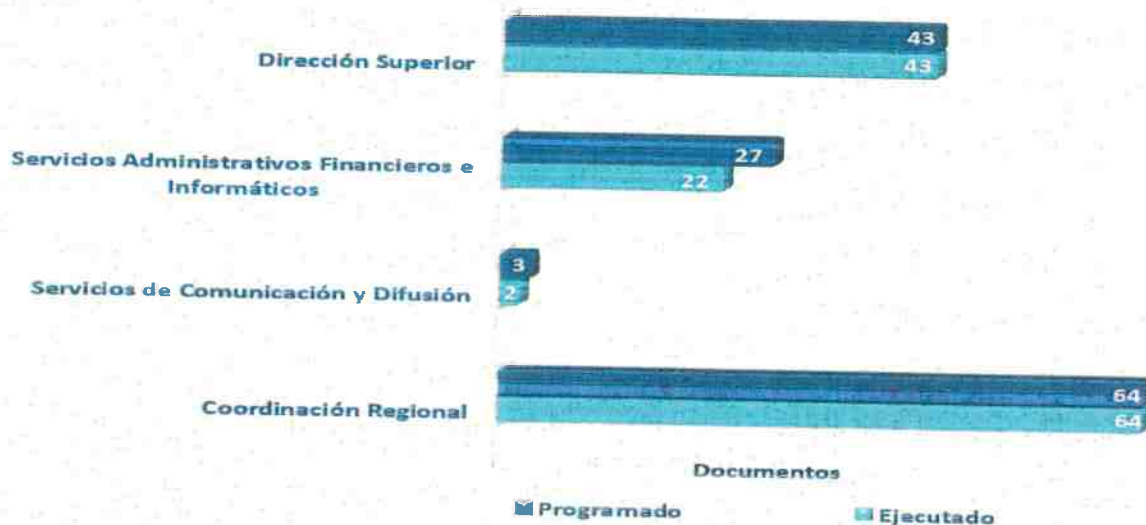 43
Dirección Superior
43
27
Servicios Administrativos Financieros e
Informáticos
22
3
Servicios de Comunicación y Difusión
2
64
Coordinación Regional
64
Documentos
Programado
Ejecutado